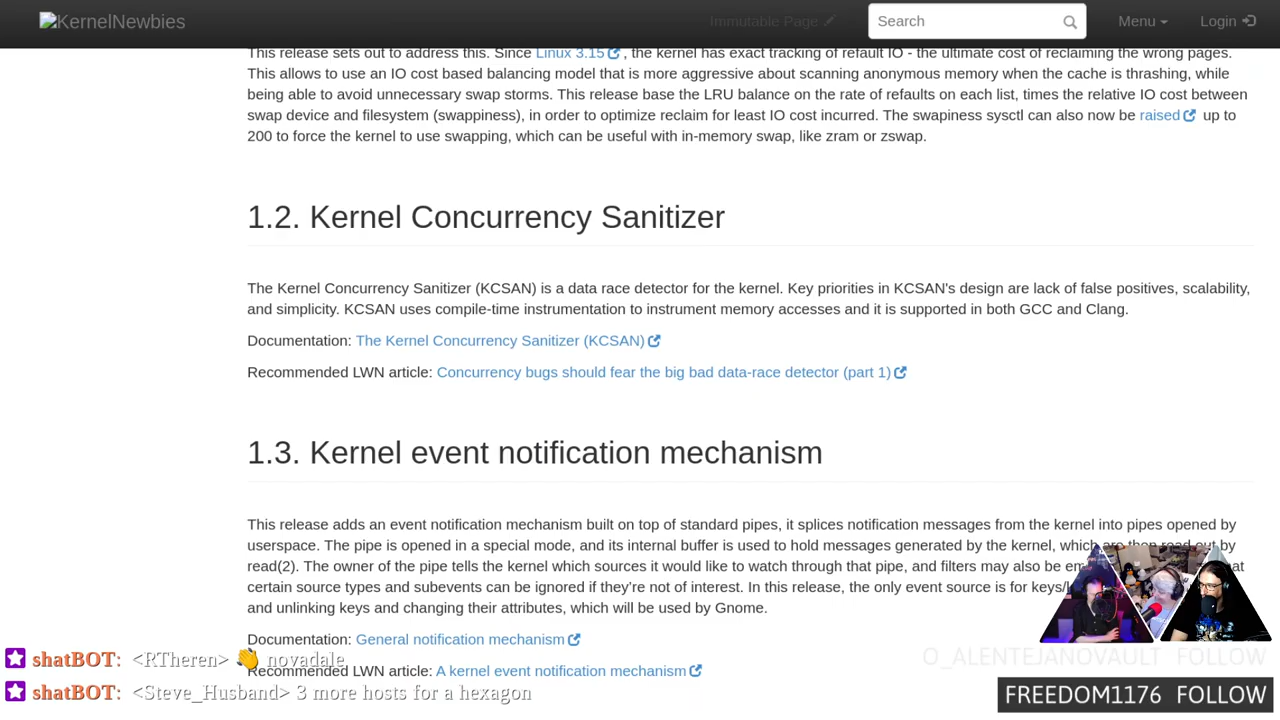 KernelNewbies
Immutable Page
Search
Menu
Login
This release sets out to address this. Since Linux 3.15, the kernel has exact tracking of refault IO - the ultimate cost of reclaiming the wrong pages.
This allows to use an IO cost based balancing model that is more aggressive about scanning anonymous memory when the cache is thrashing, while
being able to avoid unnecessary swap storms. This release base the LRU balance on the rate of refaults on each list, times the relative IO cost between
swap device and filesystem (swappiness), in order to optimize reclaim for least IO cost incurred. The swapiness sysctl can also now be raised up to
200 to force the kernel to use swapping, which can be useful with in-memory swap, like zram or zswap.
1.2. Kernel Concurrency Sanitizer
The Kernel Concurrency Sanitizer (KCSAN) is a data race detector for the kernel. Key priorities in KCSAN's design are lack of false positives, scalability,
and simplicity. KCSAN uses compile-time instrumentation to instrument memory accesses and it is supported in both GCC and Clang.
Documentation: The Kernel Concurrency Sanitizer (KCSAN)
Recommended LWN article: Concurrency bugs should fear the big bad data-race detector (part 1)
1.3. Kernel event notification mechanism
This release adds an event notification mechanism built on top of standard pipes, it splices notification messages from the kernel into pipes opened by
userspace. The pipe is opened in a special mode, and its internal buffer is used to hold messages generated by the kernel, which are then read out by
read(2). The owner of the pipe tells the kernel which sources it would like to watch through that pipe, and filters may also be
certain source types and subevents can be ignored if they're not of interest. In this release, the only event source is for
and unlinking keys and changing their attributes, which will be used by Gnome.
Documentation: General notification mechanism
shatBOT: <RTheren> 👋 novadale
Recommended LWN article: A kernel event notification mechanism
shatBOT: <Steve_Husband> 3 more hosts for a hexagon
O_ALENTEJANOVAULT FOLLOW
FREEDOM1176 FOLLOW